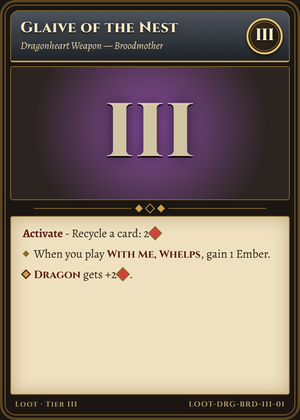 Glaive of the Nest
Dragonheart Weapon — Broodmother
III
III
Activate - Recycle a card: 2
When you play With Me, Whelps, gain 1 Ember.
Dragon gets +2.
Loot · Tier III
LOOT-DRG-BRD-III-01